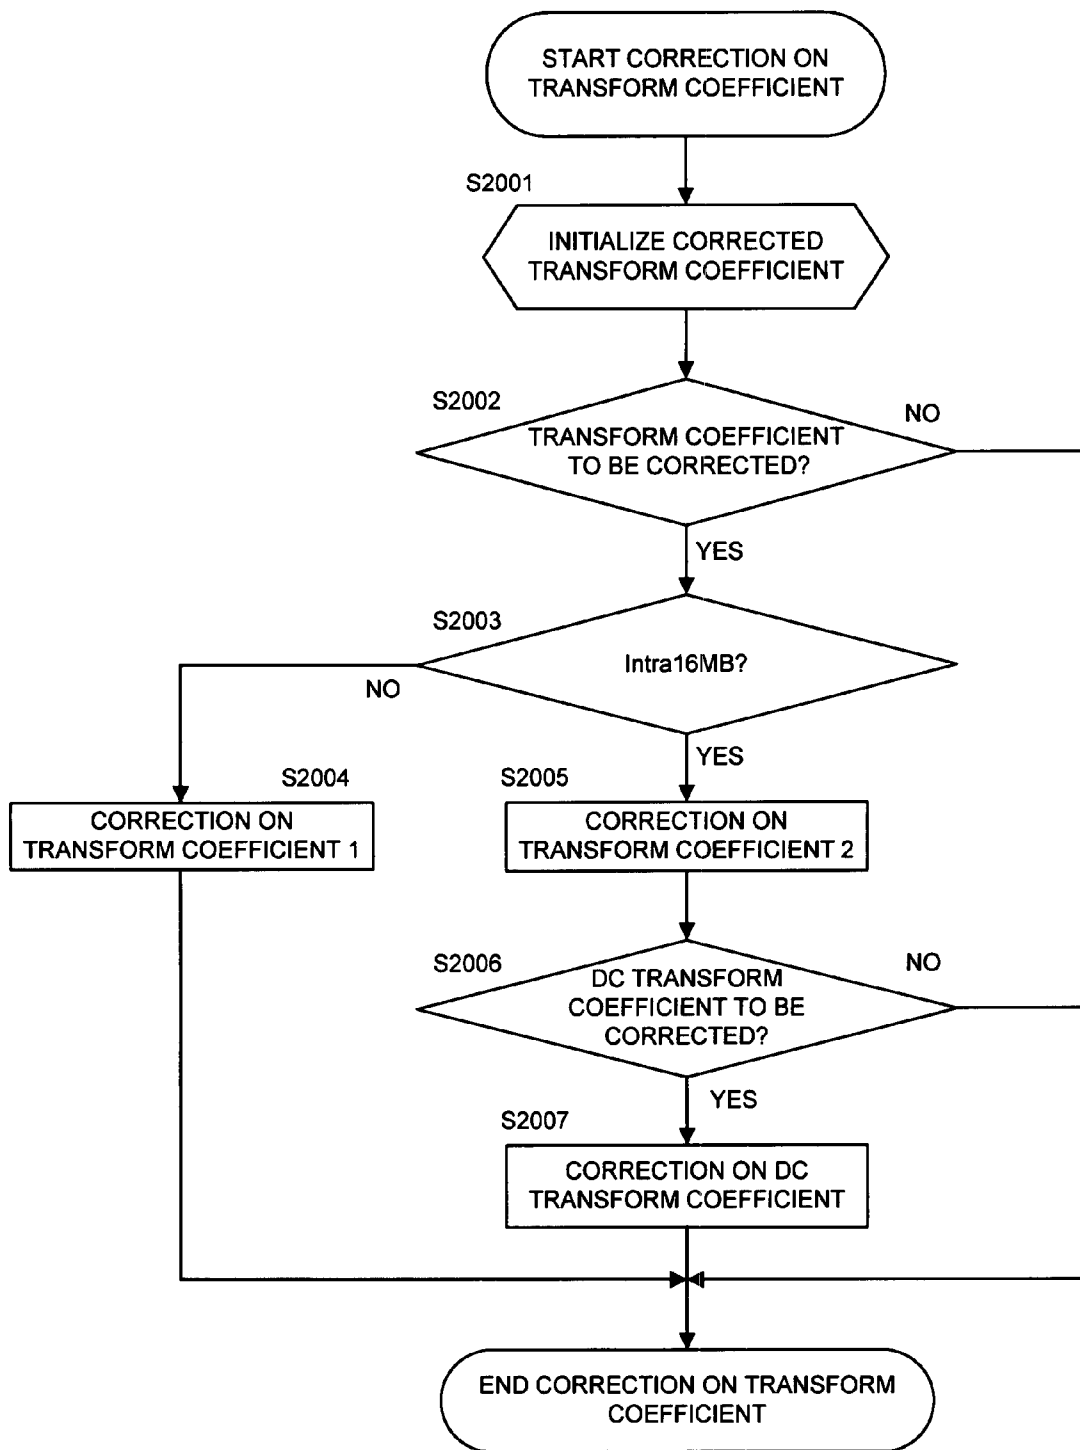 START CORRECTION ON
TRANSFORM COEFFICIENT
S2001
INITIALIZE CORRECTED
TRANSFORM COEFFICIENT
S2002
NO
TRANSFORM COEFFICIENT
TO BE CORRECTED?
YES
S2003
Intra16MB?
NO
YES
S2004
S2005
CORRECTION ON
TRANSFORM COEFFICIENT 1
CORRECTION ON
TRANSFORM COEFFICIENT 2
S2006
NO
DC TRANSFORM
COEFFICIENT TO BE
CORRECTED?
YES
S2007
CORRECTION ON DC
TRANSFORM COEFFICIENT
END CORRECTION ON TRANSFORM
COEFFICIENT